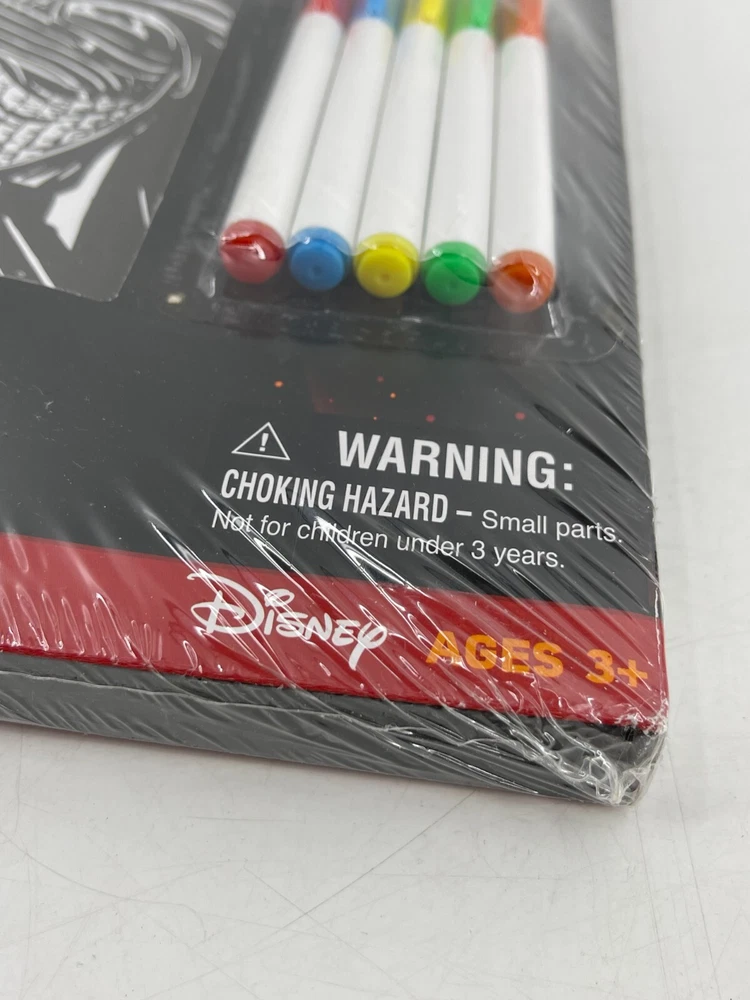 WARNING:
CHOKING HAZARD – Small parts.
Not for children under 3 years.
Disney AGES 3+